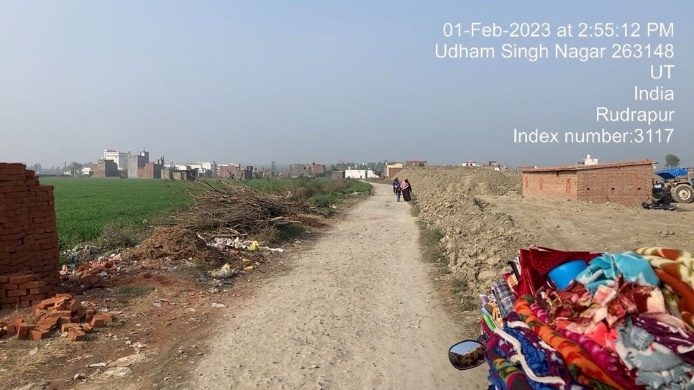 01-Feb-2023 at 2:55:12 PM
Udham Singh Nagar 263148
UT
India
Rudrapur
Index number:3117